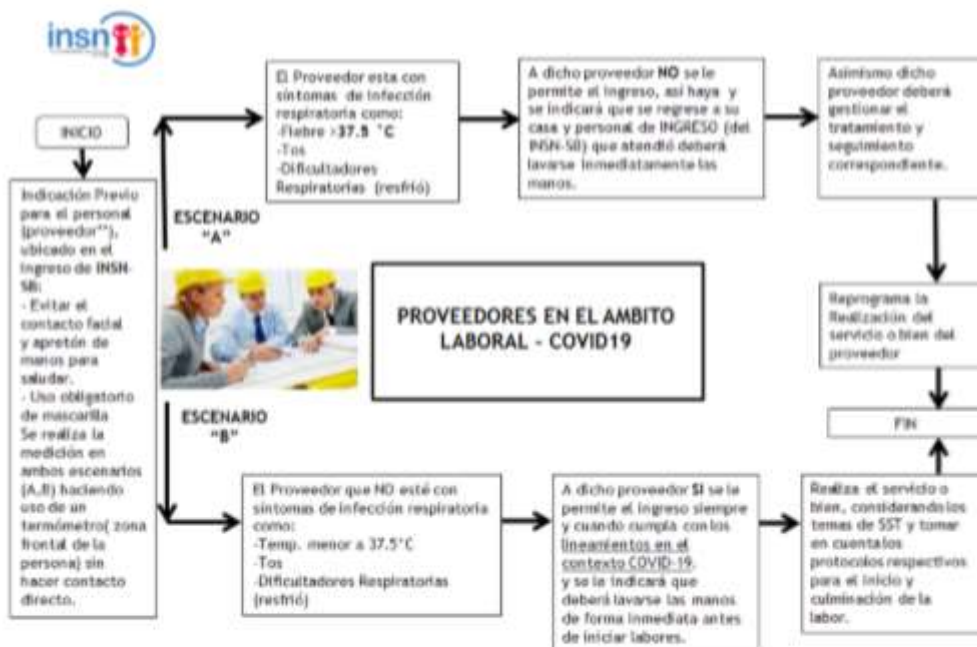 insn
INICIO
Indicación Previo
para el personal
(proveedor**),
ubicado en el
Ingreso de INSN-
SB:
- Evitar el
contacto facial
y apretón de
manos para
saludar.
- Uso obligatorio
de mascarilla
Se realiza la
medición en
ambos escenarios
(A,B) haciendo
uso de un
termómetro( zona
frontal de la
persona) sin
hacer contacto
directo.
ESCENARIO
"A"
El Proveedor esta con
síntomas de infección
respiratoria como:
-Fiebre >37.5 °C
-Tos
-Dificultadores
Respiratorias (resfrió)
A dicho proveedor NO se le
permite el ingreso, así haya y
se indicará que se regrese a su
casa y personal de INGRESO (del
INSN-SB) que atendió deberá
lavarse inmediatamente las
manos.
Asimismo dicho
proveedor deberá
gestionar el
tratamiento y
seguimiento
correspondiente.
Reprograma la
Realización del
servicio o bien del
proveedor
FIN
PROVEEDORES EN EL AMBITO
LABORAL - COVID19
ESCENARIO
"B"
El Proveedor que NO esté con
síntomas de infección respiratoria
como:
-Temp. menor a 37.5°C
-Tos
-Dificultadores Respiratorias
(resfrió)
A dicho proveedor SI se le
permite el ingreso siempre
y cuando cumpla con los
lineamientos en el
contexto COVID-19.
y se le indicará que
deberá lavarse las manos
de forma inmediata antes
de iniciar labores.
Realiza el servicio o
bien, considerando los
temas de SST y tomar
en cuenta los
protocolos respectivos
para el inicio y
culminación de la
labor.